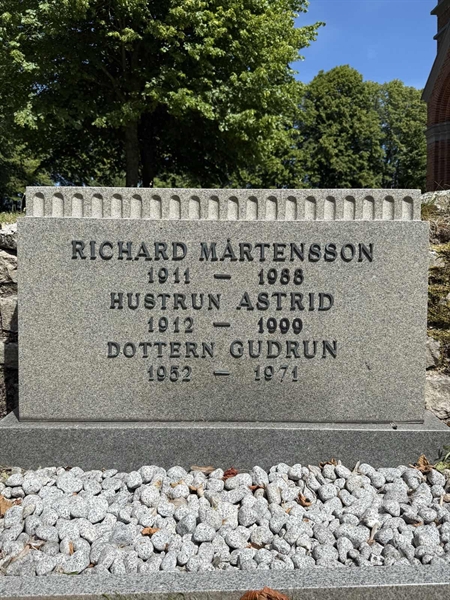 RICHARD MÅRTENSSON
1911 — 1988
HUSTRUN ASTRID
1912 — 1999
DOTTERN GUDRUN
1952 — 1971